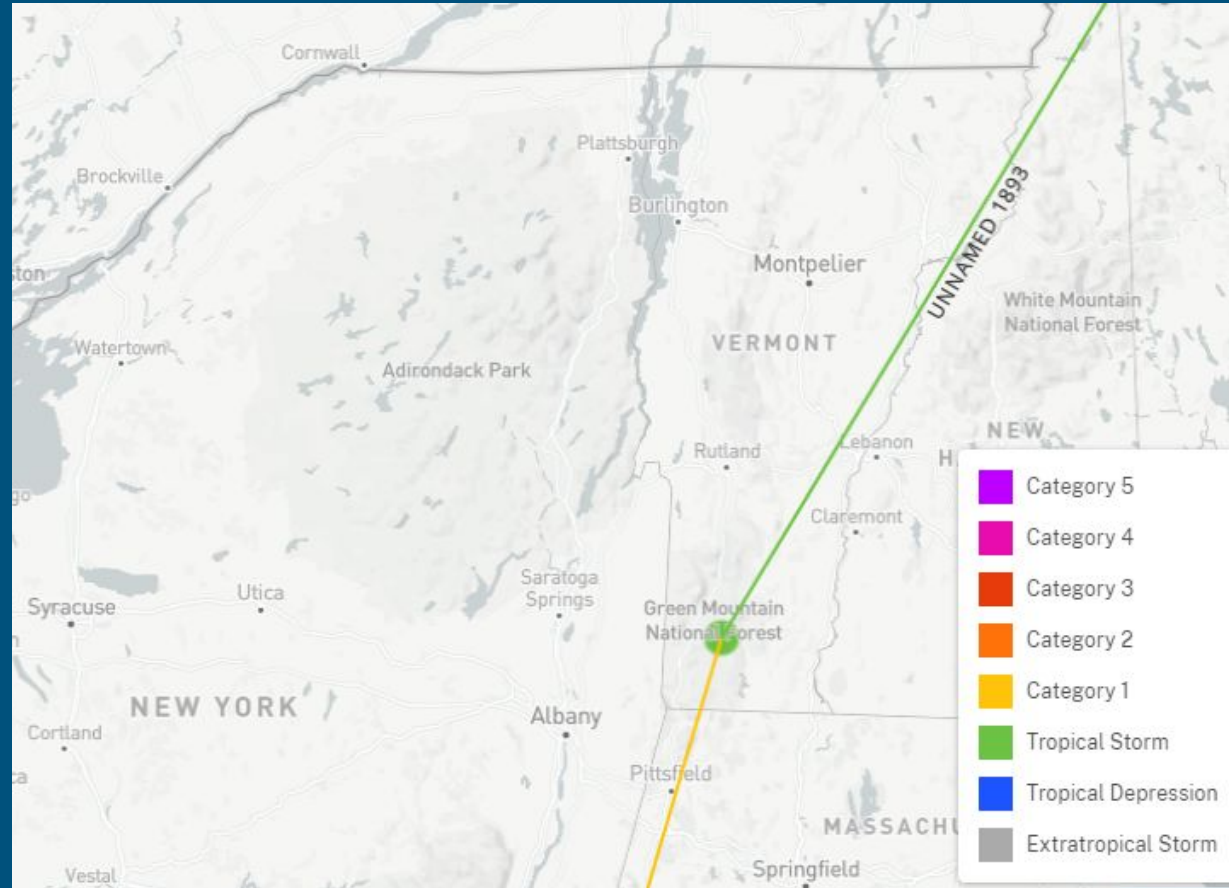 Cornwall
Plattsburgh
Brockville
Burlington
ston
Montpelier
UNNAMED 1893
White Mountain
National Forest
Watertown
VERMONT
Adirondack Park
NEW
Rutland
Lebanon
H
go
Claremont
Saratoga
Springs
Utica
Syracuse
Green Mountain
National Forest
NEW YORK
Albany
Cortland
ca
Pittsfield
MASSACHU
Springfield
Vestal
Category 5
Category 4
Category 3
Category 2
Category 1
Tropical Storm
Tropical Depression
Extratropical Storm